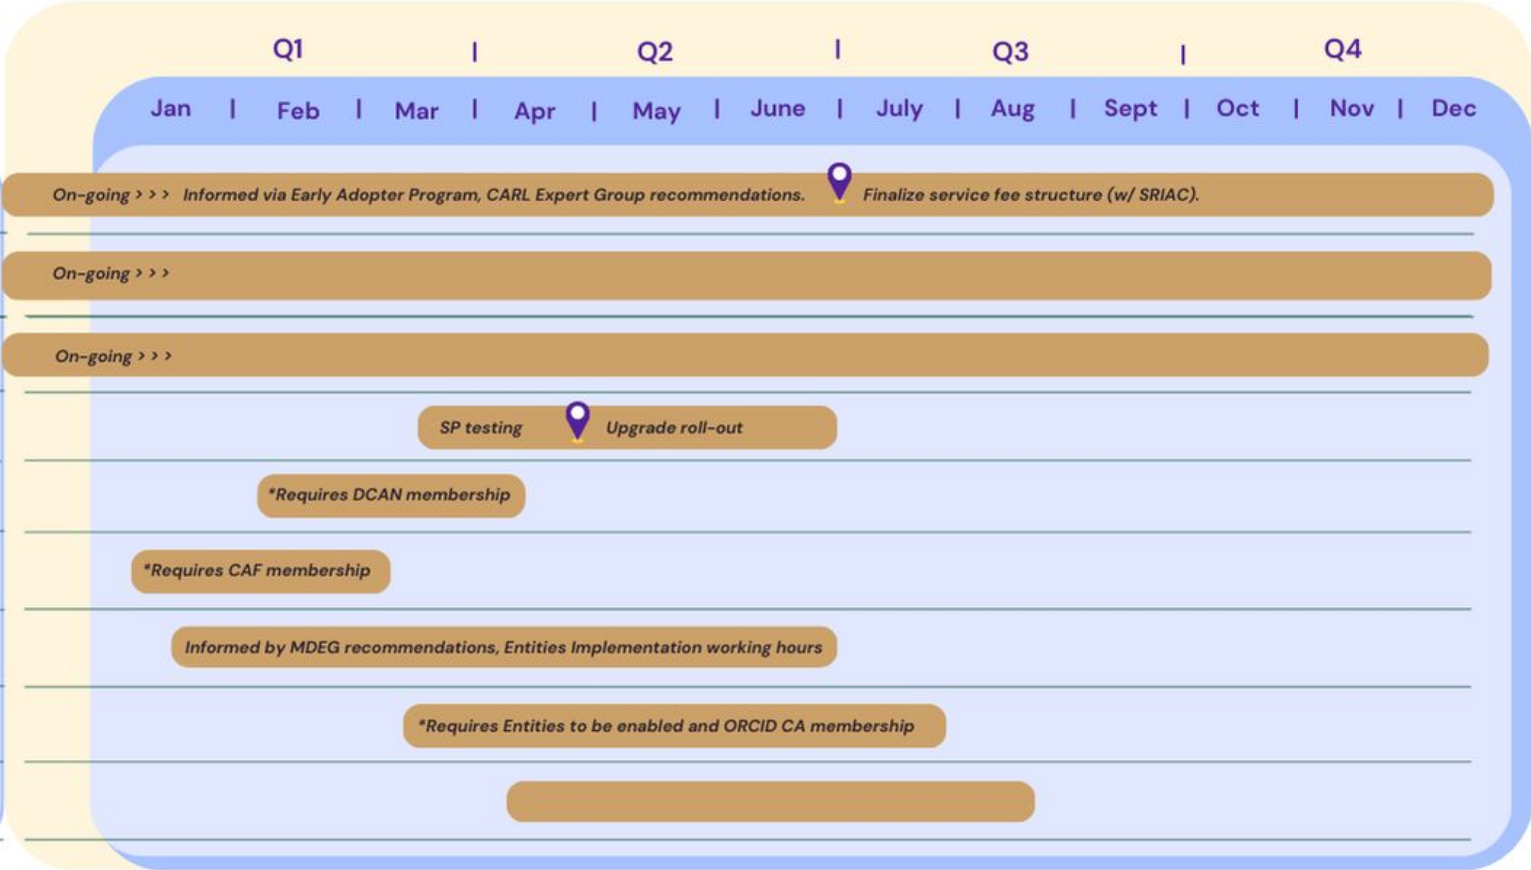 Q1 | Q2 | Q3 | Q4
Jan | Feb | Mar | Apr | May | June | July | Aug | Sept | Oct | Nov | Dec
On-going > > > Informed via Early Adopter Program, CARL Expert Group recommendations. Finalize service fee structure (w/ SRIAC).
On-going > > >
On-going > > >
SP testing Upgrade roll-out
*Requires DCAN membership
*Requires CAF membership
Informed by MDEG recommendations, Entities Implementation working hours
*Requires Entities to be enabled and ORCID CA membership